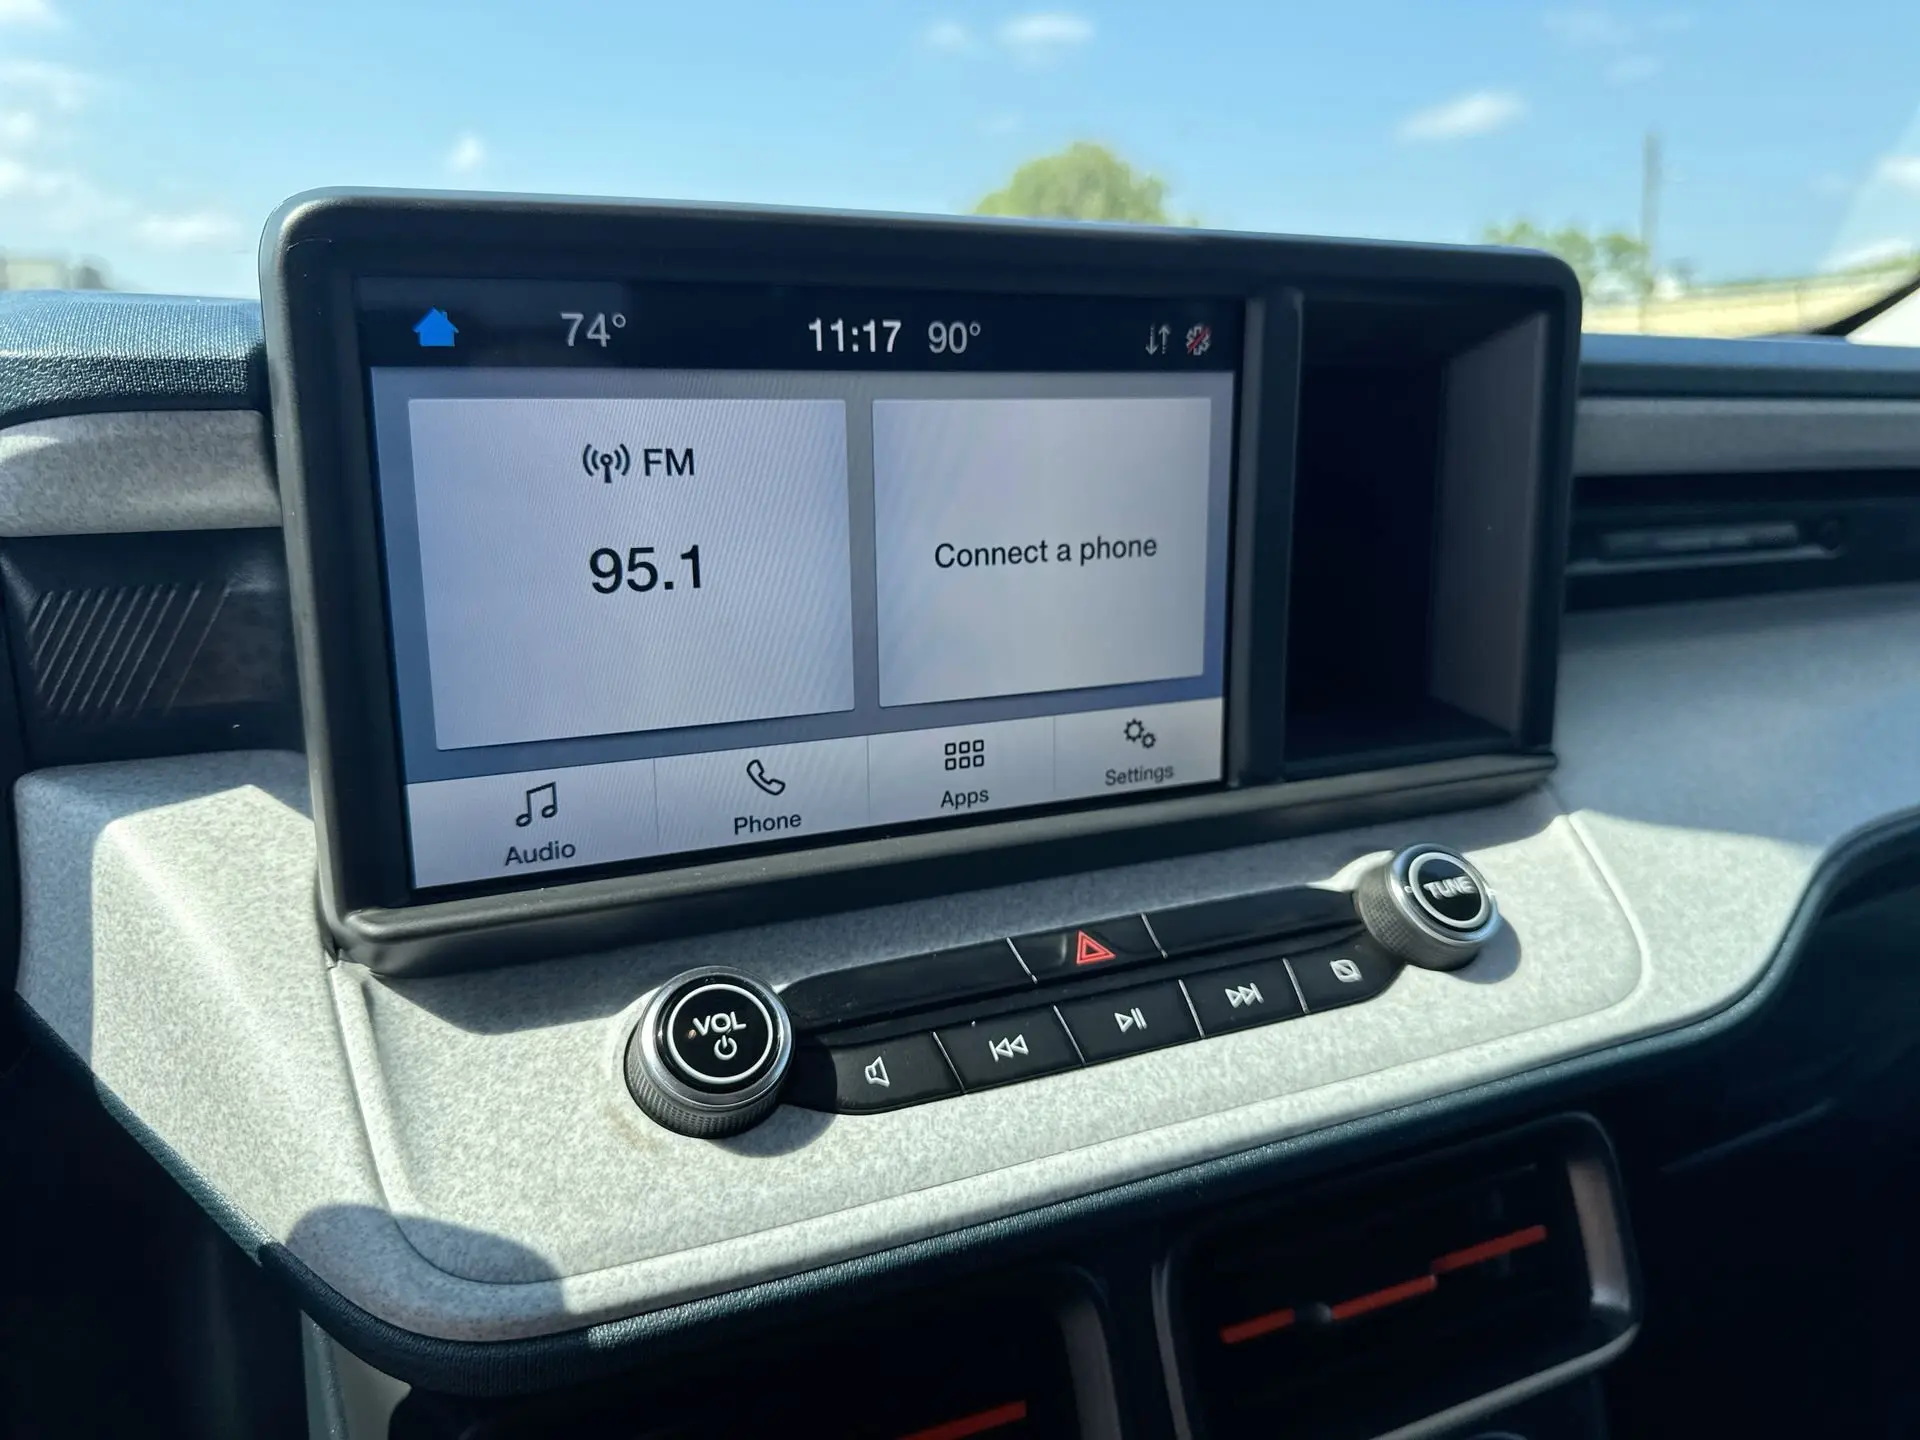 74° 11:17 90°
FM
95.1
Connect a phone
Audio Phone Apps Settings
VOL
TUNE